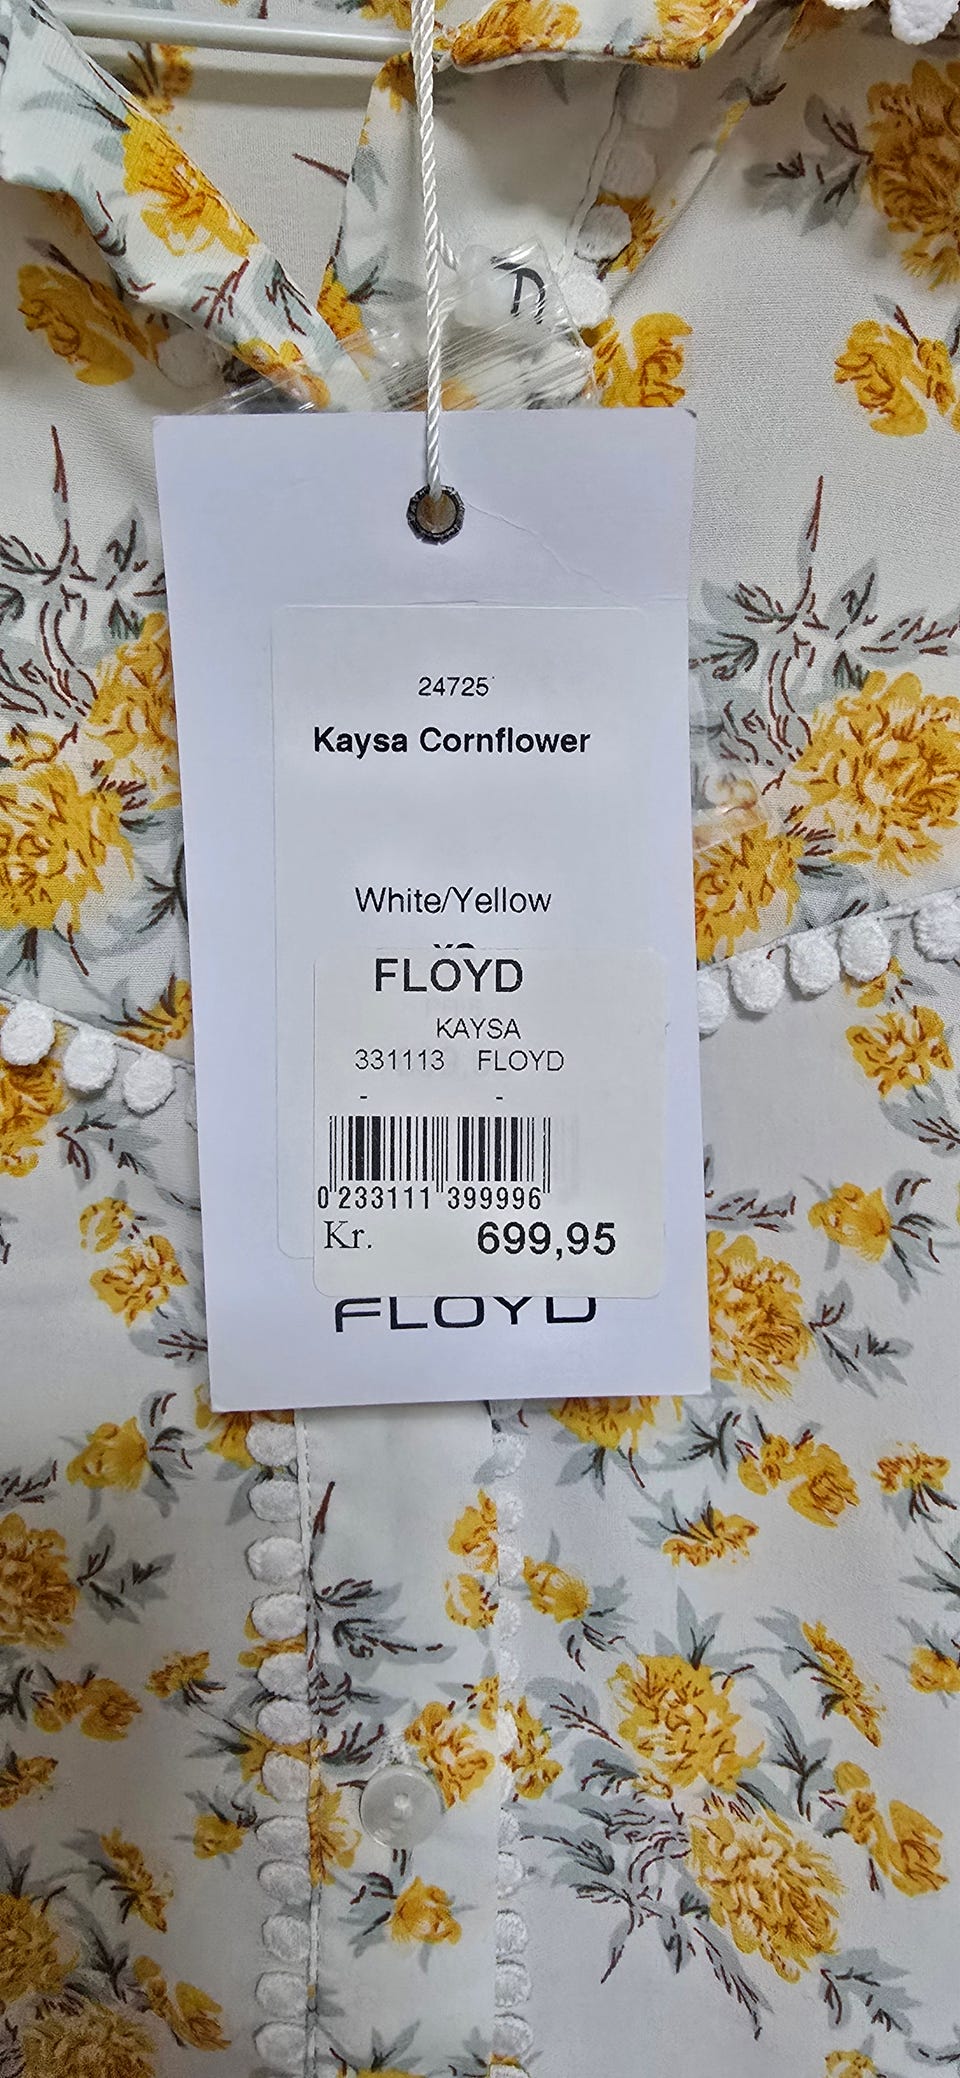 24725
Kaysa Cornflower
White/Yellow
FLOYD
KAYSA
331113 FLOYD
- -
0 233111 399996
Kr. 699,95
FLOYD